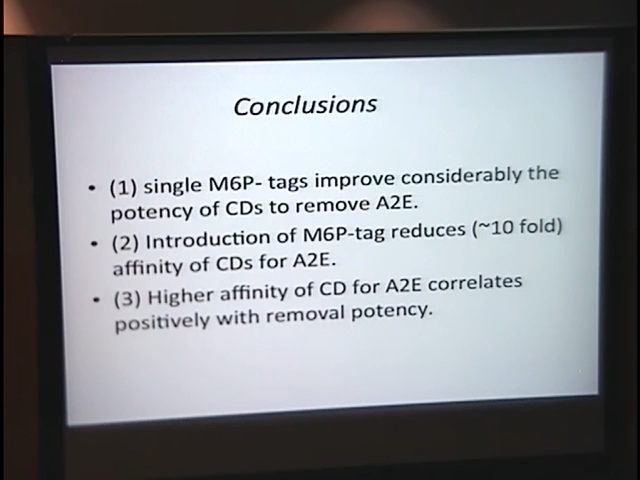 Conclusions
• (1) single M6P- tags improve considerably the
potency of CDs to remove A2E.
• (2) Introduction of M6P-tag reduces (~10 fold)
affinity of CDs for A2E.
• (3) Higher affinity of CD for A2E correlates
positively with removal potency.